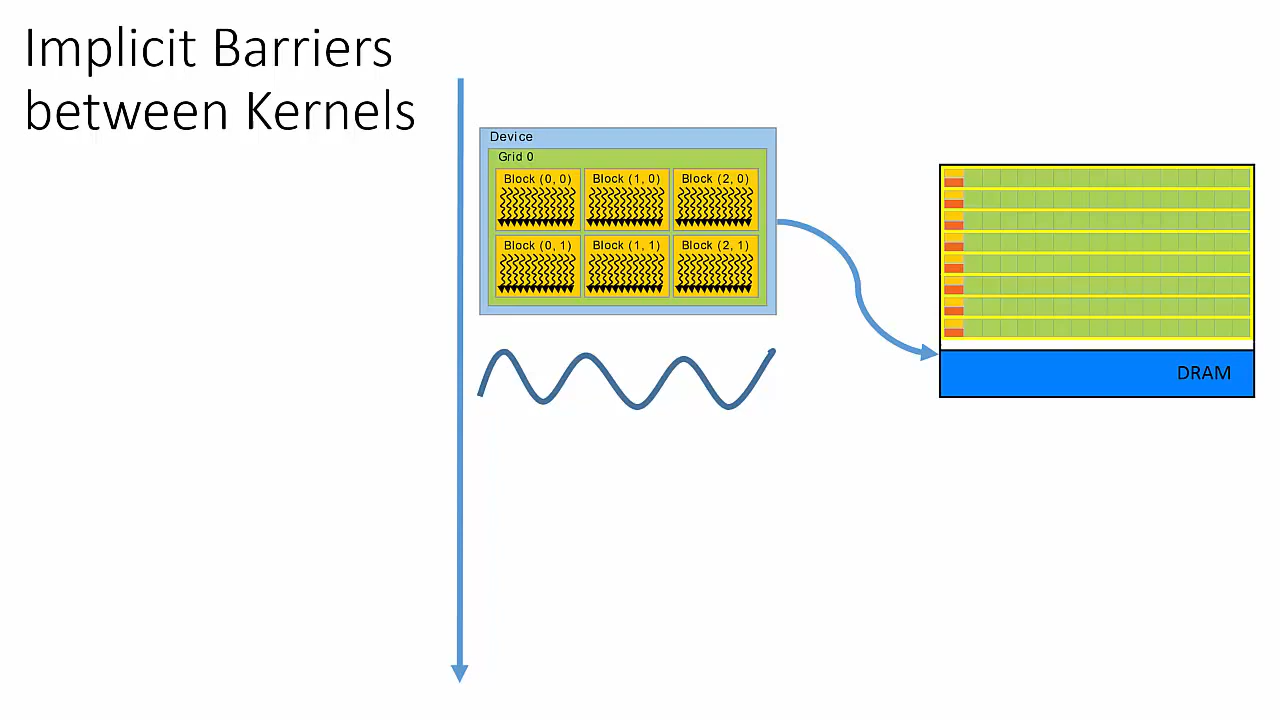 Implicit Barriers
between Kernels
Device
Grid 0
Block (0, 0) Block (1, 0) Block (2, 0)
Block (0, 1) Block (1, 1) Block (2, 1)
DRAM